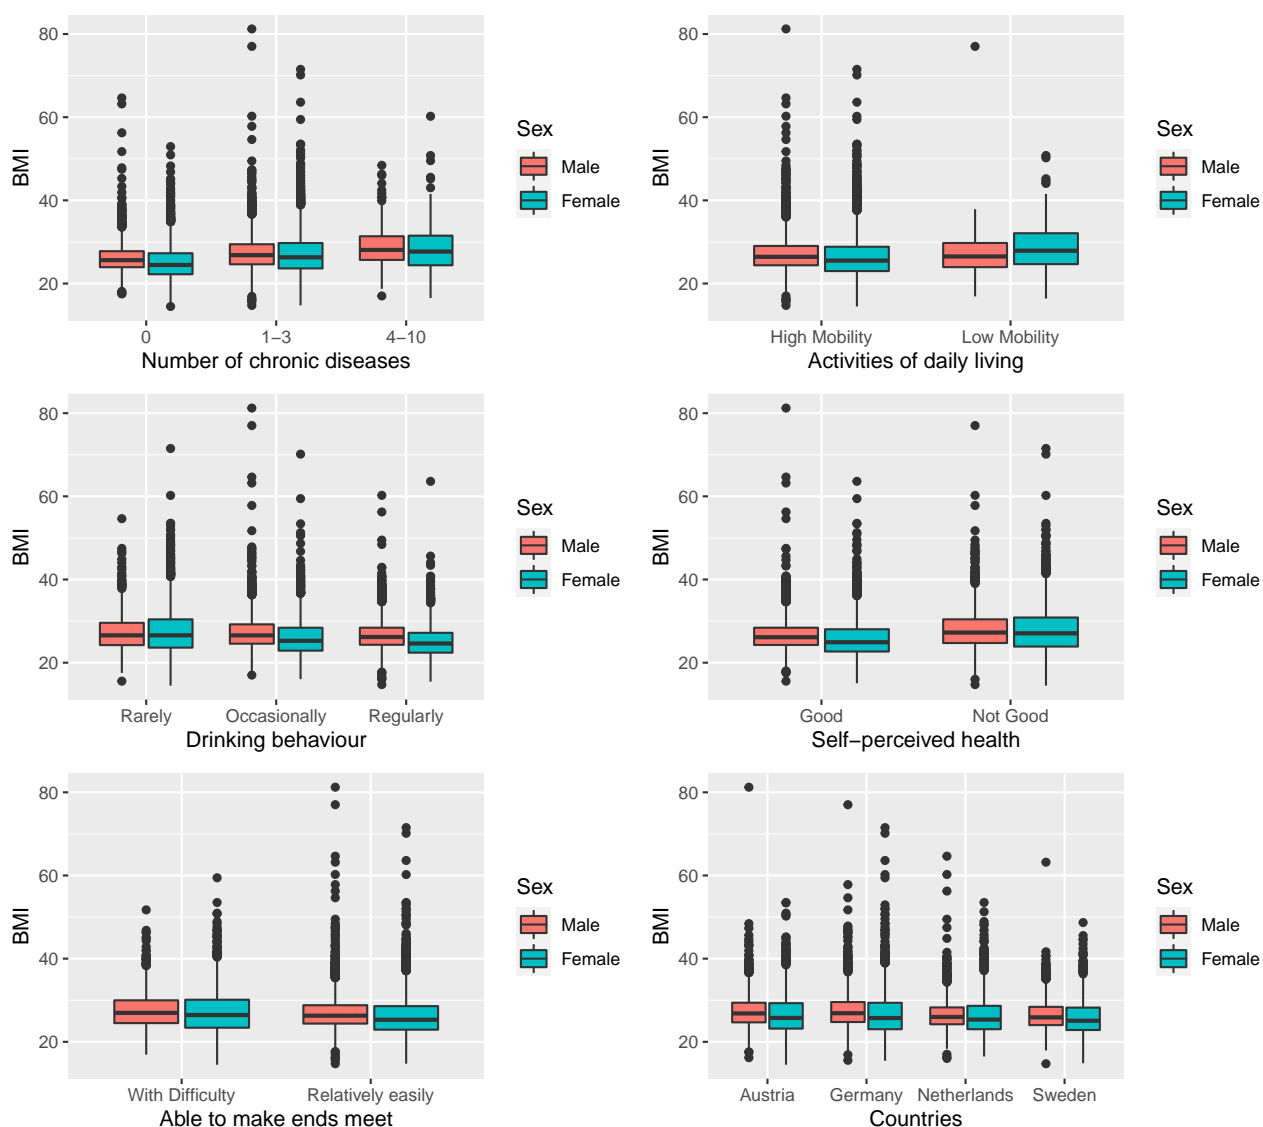 80
60
40
20
BMI
0
1−3
4−10
Number of chronic diseases
Sex
Male
Female
80
60
40
20
BMI
High Mobility
Low Mobility
Activities of daily living
Sex
Male
Female
80
60
40
20
BMI
Rarely
Occasionally
Regularly
Drinking behaviour
Sex
Male
Female
80
60
40
20
BMI
Good
Not Good
Self−perceived health
Sex
Male
Female
80
60
40
20
BMI
With Difficulty
Relatively easily
Able to make ends meet
Sex
Male
Female
80
60
40
20
BMI
Austria
Germany
Netherlands
Sweden
Countries
Sex
Male
Female